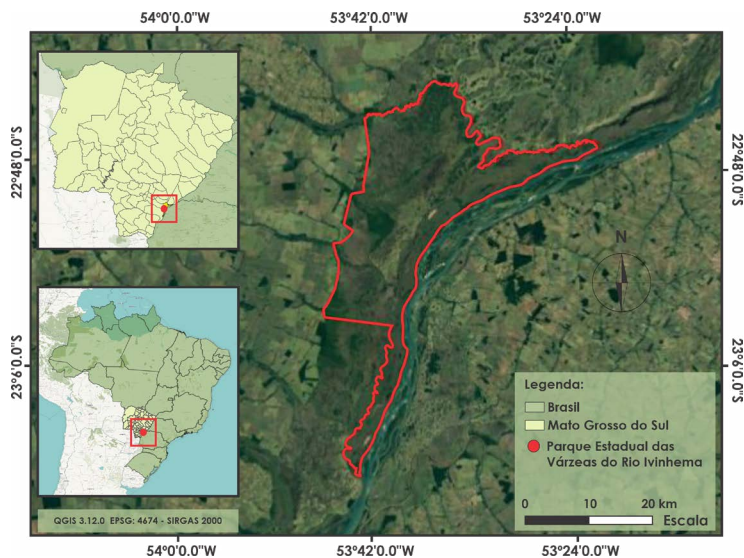 54°0'0.0"W 53°42'0.0"W 53°24'0.0"W
22°48'0.0"S
22°48'0.0"S
N
23°6'0.0"S
23°6'0.0"S
Legenda:
Brasil
Mato Grosso do Sul
Parque Estadual das
Várzeas do Rio Ivinhema
0 10 20 km
Escala
QGIS 3.12.0 EPSG: 4674 - SIRGAS 2000
54°0'0.0"W 53°42'0.0"W 53°24'0.0"W